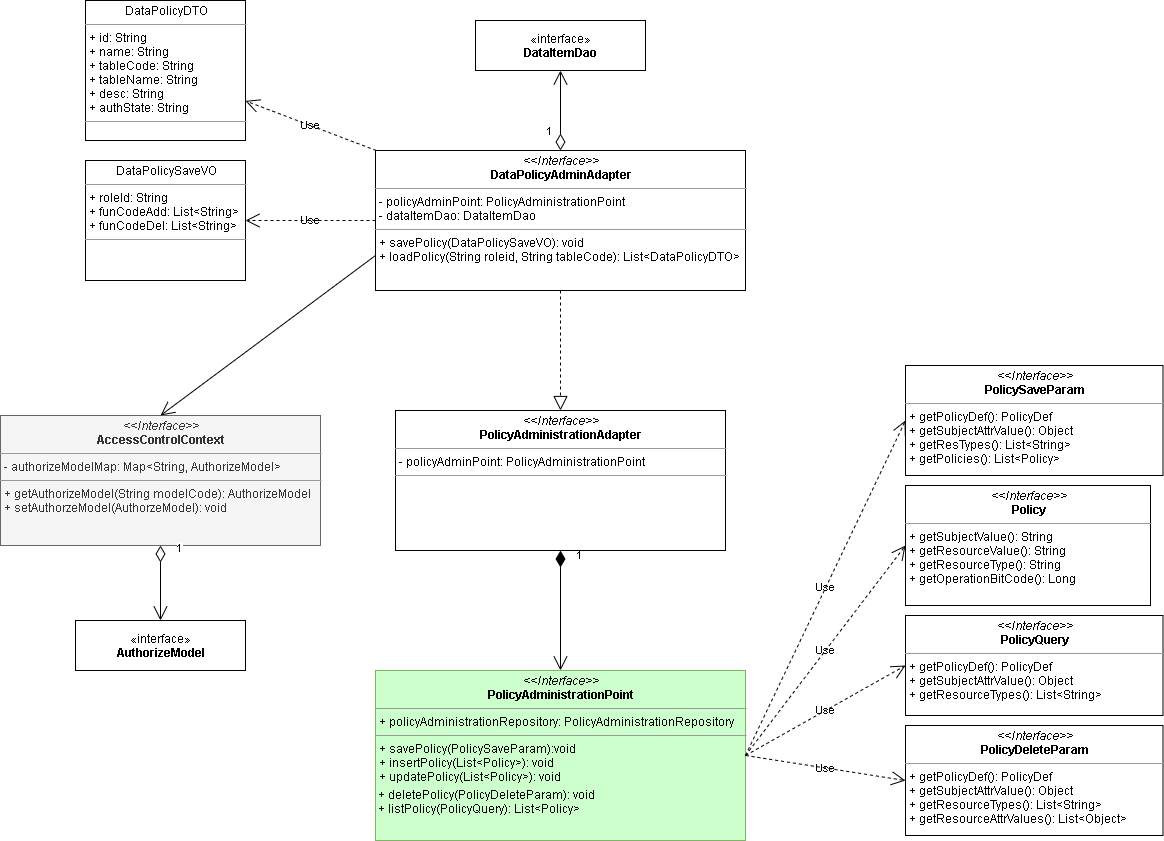 DataPolicyDTO
+ id: String
+ name: String
+ tableCode: String
+ tableName: String
+ desc: String
+ authState: String
«interface»
DataItemDao
1
Use
DataPolicySaveVO
+ roleId: String
+ funCodeAdd: List<String>
+ funCodeDel: List<String>
Use
<<Interface>>
DataPolicyAdminAdapter
- policyAdminPoint: PolicyAdministrationPoint
- dataItemDao: DataItemDao
+ savePolicy(DataPolicySaveVO): void
+ loadPolicy(String roleid, String tableCode): List<DataPolicyDTO>
<<Interface>>
AccessControlContext
- authorizeModelMap: Map<String, AuthorizeModel>
+ getAuthorizeModel(String modelCode): AuthorizeModel
+ setAuthorzeModel(AuthorzeModel): void
1
«interface»
AuthorizeModel
<<Interface>>
PolicyAdministrationAdapter
- policyAdminPoint: PolicyAdministrationPoint
1
<<Interface>>
PolicyAdministrationPoint
+ policyAdministrationRepository: PolicyAdministrationRepository
+ savePolicy(PolicySaveParam):void
+ insertPolicy(List<Policy>): void
+ updatePolicy(List<Policy>): void
+ deletePolicy(PolicyDeleteParam): void
+ listPolicy(PolicyQuery): List<Policy>
Use
Use
Use
Use
<<Interface>>
PolicySaveParam
+ getPolicyDef(): PolicyDef
+ getSubjectAttrValue(): Object
+ getResTypes(): List<String>
+ getPolicies(): List<Policy>
<<Interface>>
Policy
+ getSubjectValue(): String
+ getResourceValue(): String
+ getResourceType(): String
+ getOperationBitCode(): Long
<<Interface>>
PolicyQuery
+ getPolicyDef(): PolicyDef
+ getSubjectAttrValue(): Object
+ getResourceTypes(): List<String>
<<Interface>>
PolicyDeleteParam
+ getPolicyDef(): PolicyDef
+ getSubjectAttrValue(): Object
+ getResourceTypes(): List<String>
+ getResourceAttrValues(): List<Object>